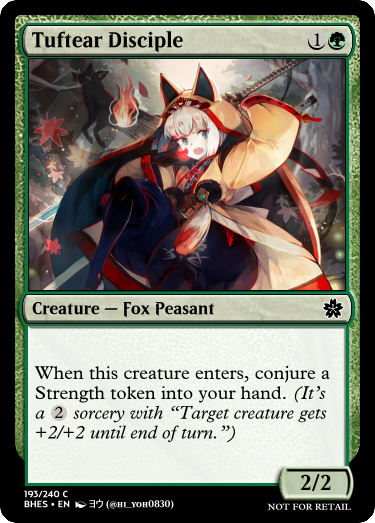 Tuftear Disciple 1
Creature — Fox Peasant
When this creature enters, conjure a
Strength token into your hand. (It's
a 2 sorcery with “Target creature gets
+2/+2 until end of turn.”)
2/2
193/240 C
BHES • EN ヨウ (@HI_YOH0830)
NOT FOR RETAIL